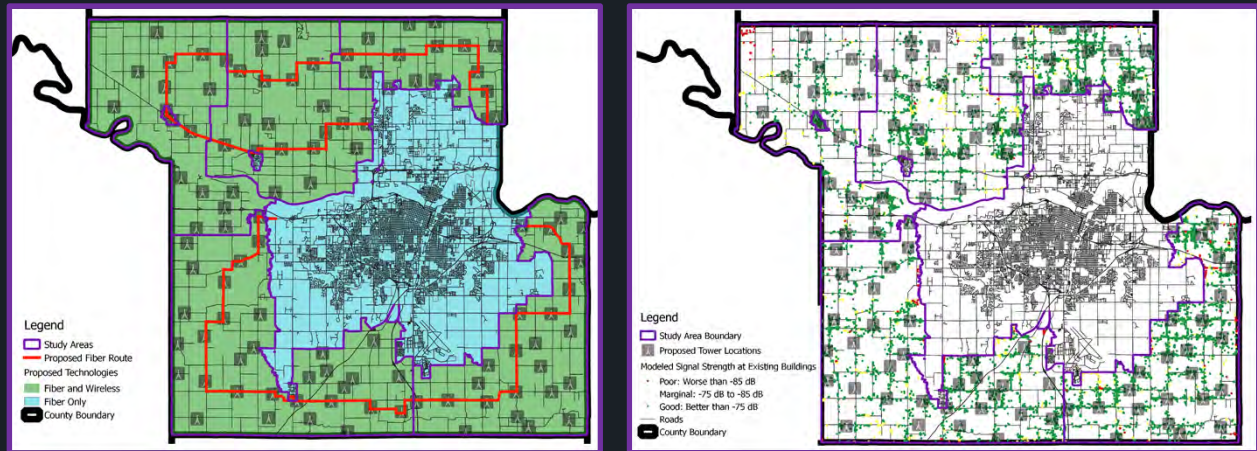 Legend
Study Areas
Proposed Fiber Route
Proposed Technologies
Fiber and Wireless
Fiber Only
County Boundary
Legend
Study Area Boundary
Proposed Tower Locations
Modeled Signal Strength at Existing Buildings
Poor: Worse than -85 dB
Marginal: -75 dB to -85 dB
Good: Better than -75 dB
Roads
County Boundary